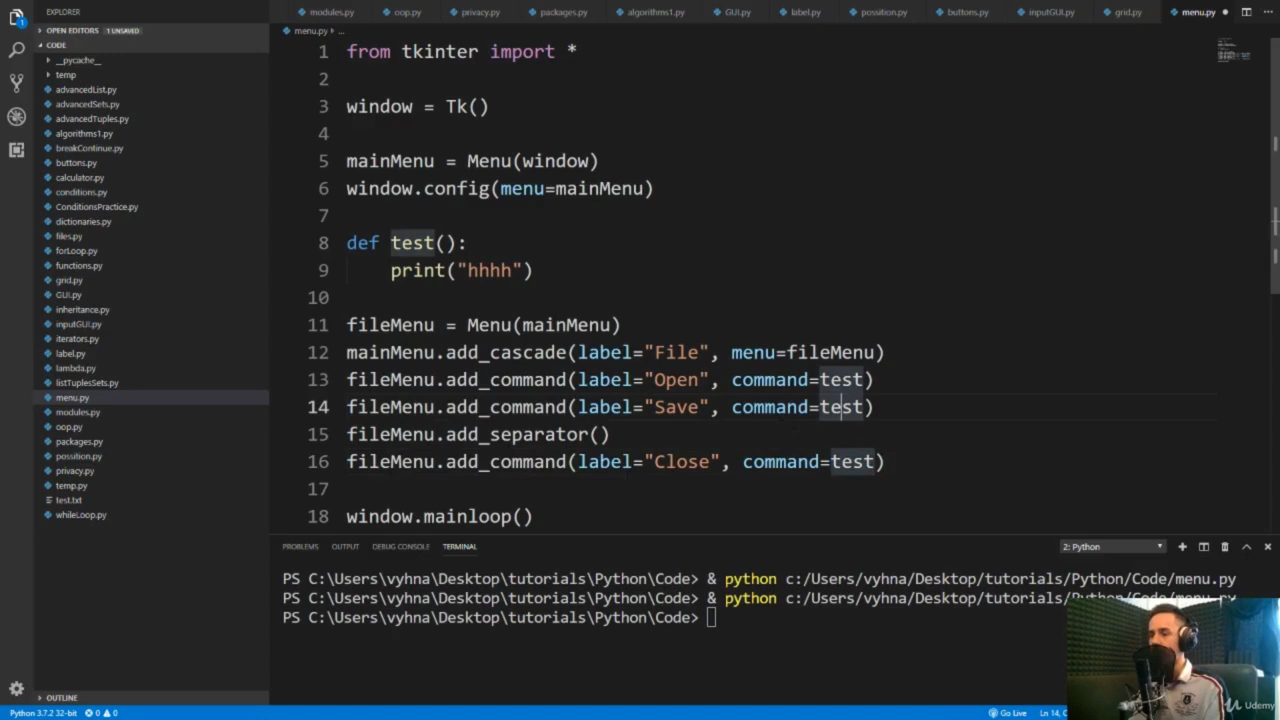 EXPLORER
modules.py oop.py privacy.py packages.py algorithms1.py GUI.py label.py possition.py buttons.py inputGUI.py grid.py menu.py
OPEN EDITORS 1 UNSAVED
menu.py > ...
CODE
__pycache__
temp
advancedList.py
advancedSets.py
advancedTuples.py
algorithms1.py
breakContinue.py
buttons.py
calculator.py
conditions.py
ConditionsPractice.py
dictionaries.py
files.py
forLoop.py
functions.py
grid.py
GUI.py
inheritance.py
inputGUI.py
iterators.py
label.py
lambda.py
listTuplesSets.py
menu.py
modules.py
oop.py
packages.py
possition.py
privacy.py
temp.py
test.txt
whileLoop.py
OUTLINE
1 from tkinter import *
2
3 window = Tk()
4
5 mainMenu = Menu(window)
6 window.config(menu=mainMenu)
7
8 def test():
9 print("hhhh")
10
11 fileMenu = Menu(mainMenu)
12 mainMenu.add_cascade(label="File", menu=fileMenu)
13 fileMenu.add_command(label="Open", command=test)
14 fileMenu.add_command(label="Save", command=test)
15 fileMenu.add_separator()
16 fileMenu.add_command(label="Close", command=test)
17
18 window.mainloop()
PROBLEMS OUTPUT DEBUG CONSOLE TERMINAL 2: Python
PS C:\Users\vyhna\Desktop\tutorials\Python\Code> & python c:/Users/vyhna/Desktop/tutorials/Python/Code/menu.py
PS C:\Users\vyhna\Desktop\tutorials\Python\Code> & python c:/Users/vyhna/Desktop/tutorials/Python/Code/menu.py
PS C:\Users\vyhna\Desktop\tutorials\Python\Code>
Python 3.7.2 32-bit 0 0 Go Live Ln 14,
Udemy